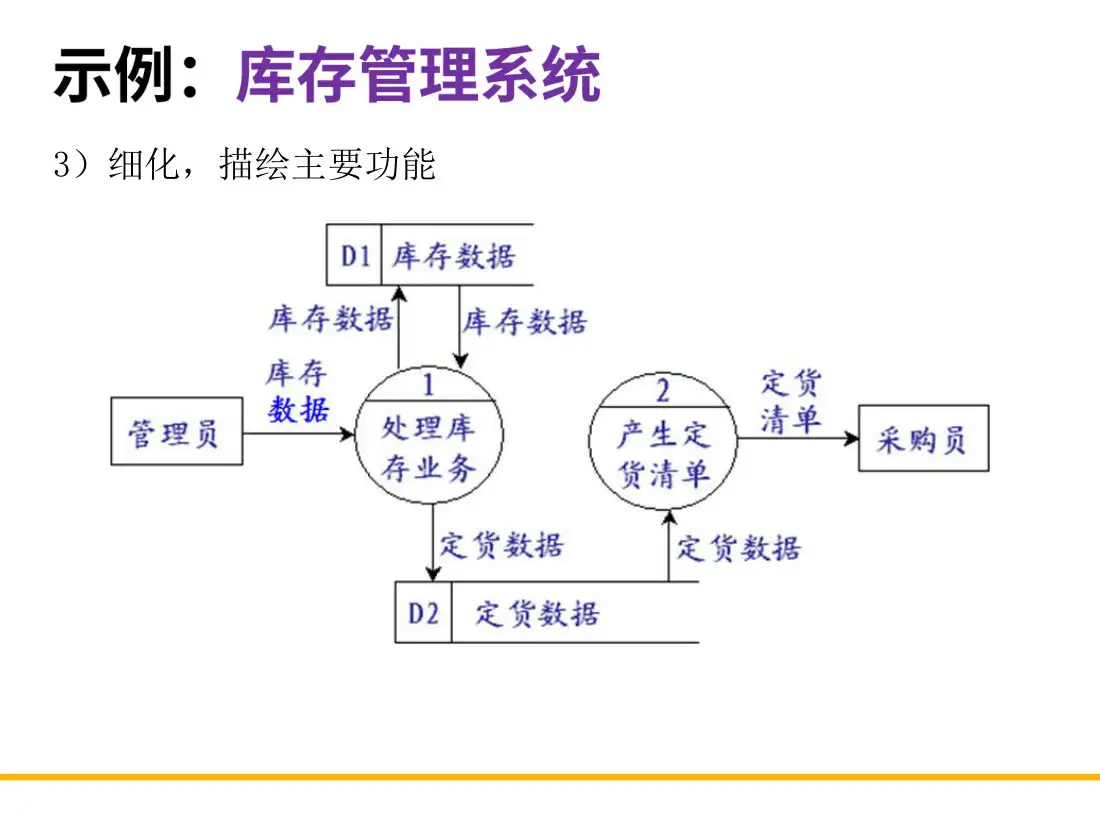 示例：库存管理系统
3）细化，描绘主要功能
D1 库存数据
库存数据
库存数据
库存
数据
管理员
1
处理库
存业务
2
产生定
货清单
定货
清单
采购员
定货数据
定货数据
D2 定货数据